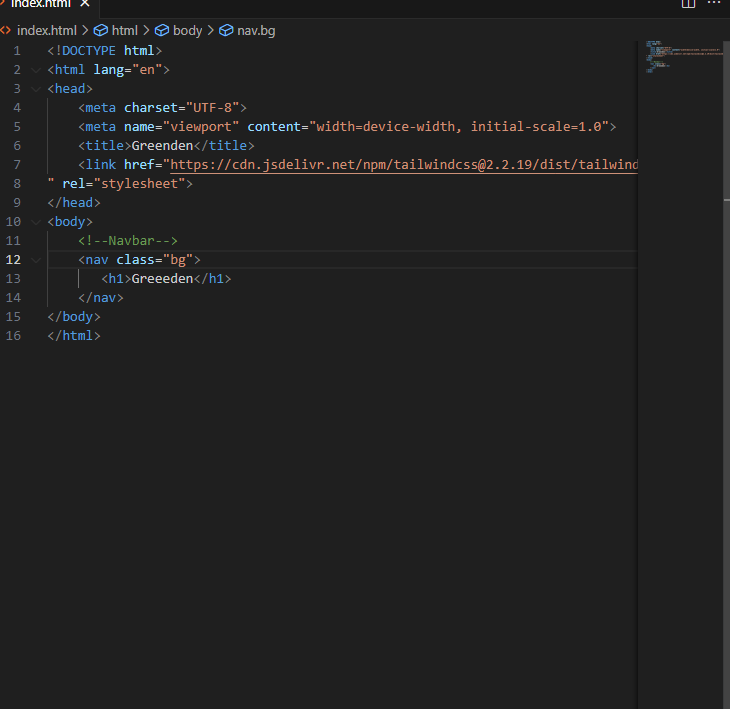 index.html
index.html > html > body > nav.bg
1 <!DOCTYPE html>
2 <html lang="en">
3 <head>
4     <meta charset="UTF-8">
5     <meta name="viewport" content="width=device-width, initial-scale=1.0">
6     <title>Greenden</title>
7     <link href="https://cdn.jsdelivr.net/npm/tailwindcss@2.2.19/dist/tailwind
8 " rel="stylesheet">
9 </head>
10 <body>
11     <!--Navbar-->
12     <nav class="bg">
13        <h1>Greeeden</h1>
14     </nav>
15 </body>
16 </html>